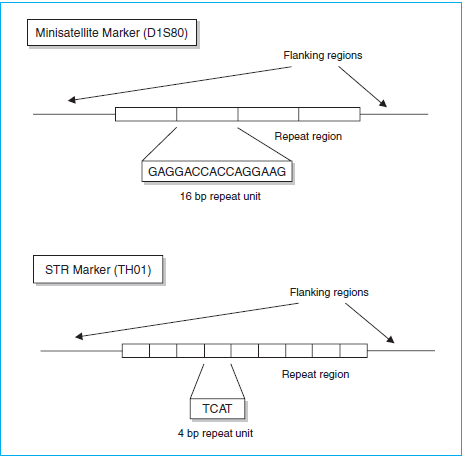 Minisatellite Marker (D1S80)
Flanking regions
Repeat region
GAGGACCACCAGGAAG
16 bp repeat unit
STR Marker (TH01)
Flanking regions
Repeat region
TCAT
4 bp repeat unit